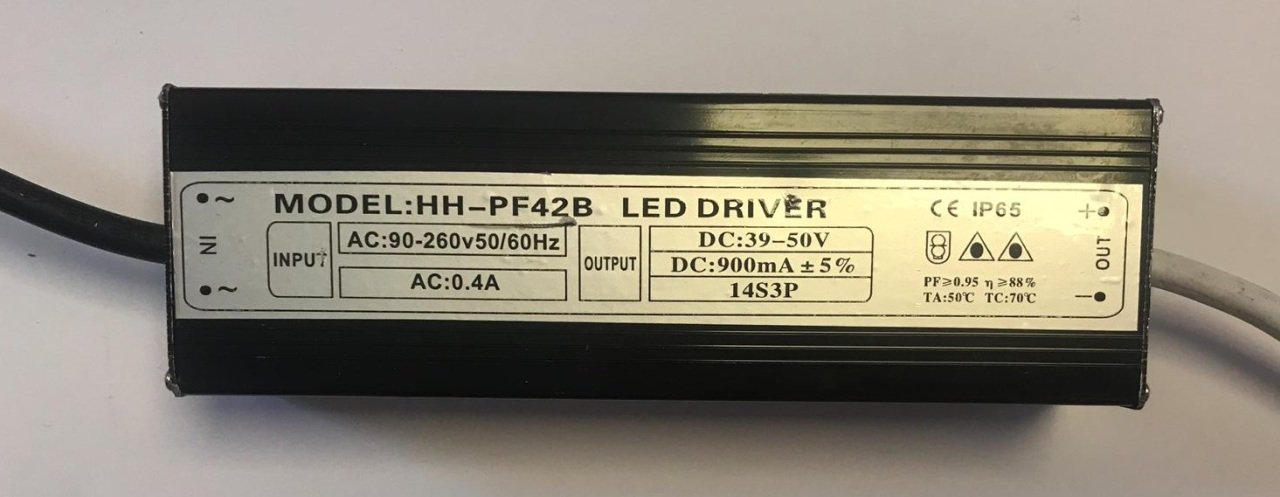 MODEL:HH-PF42B LED DRIVER
CE IP65
IN
~
~
INPUT
AC:90-260v50/60Hz
AC:0.4A
OUTPUT
DC:39-50V
DC:900mA ± 5%
14S3P
PF≥0.95 η≥88%
TA:50℃ TC:70℃
+
OUT
−